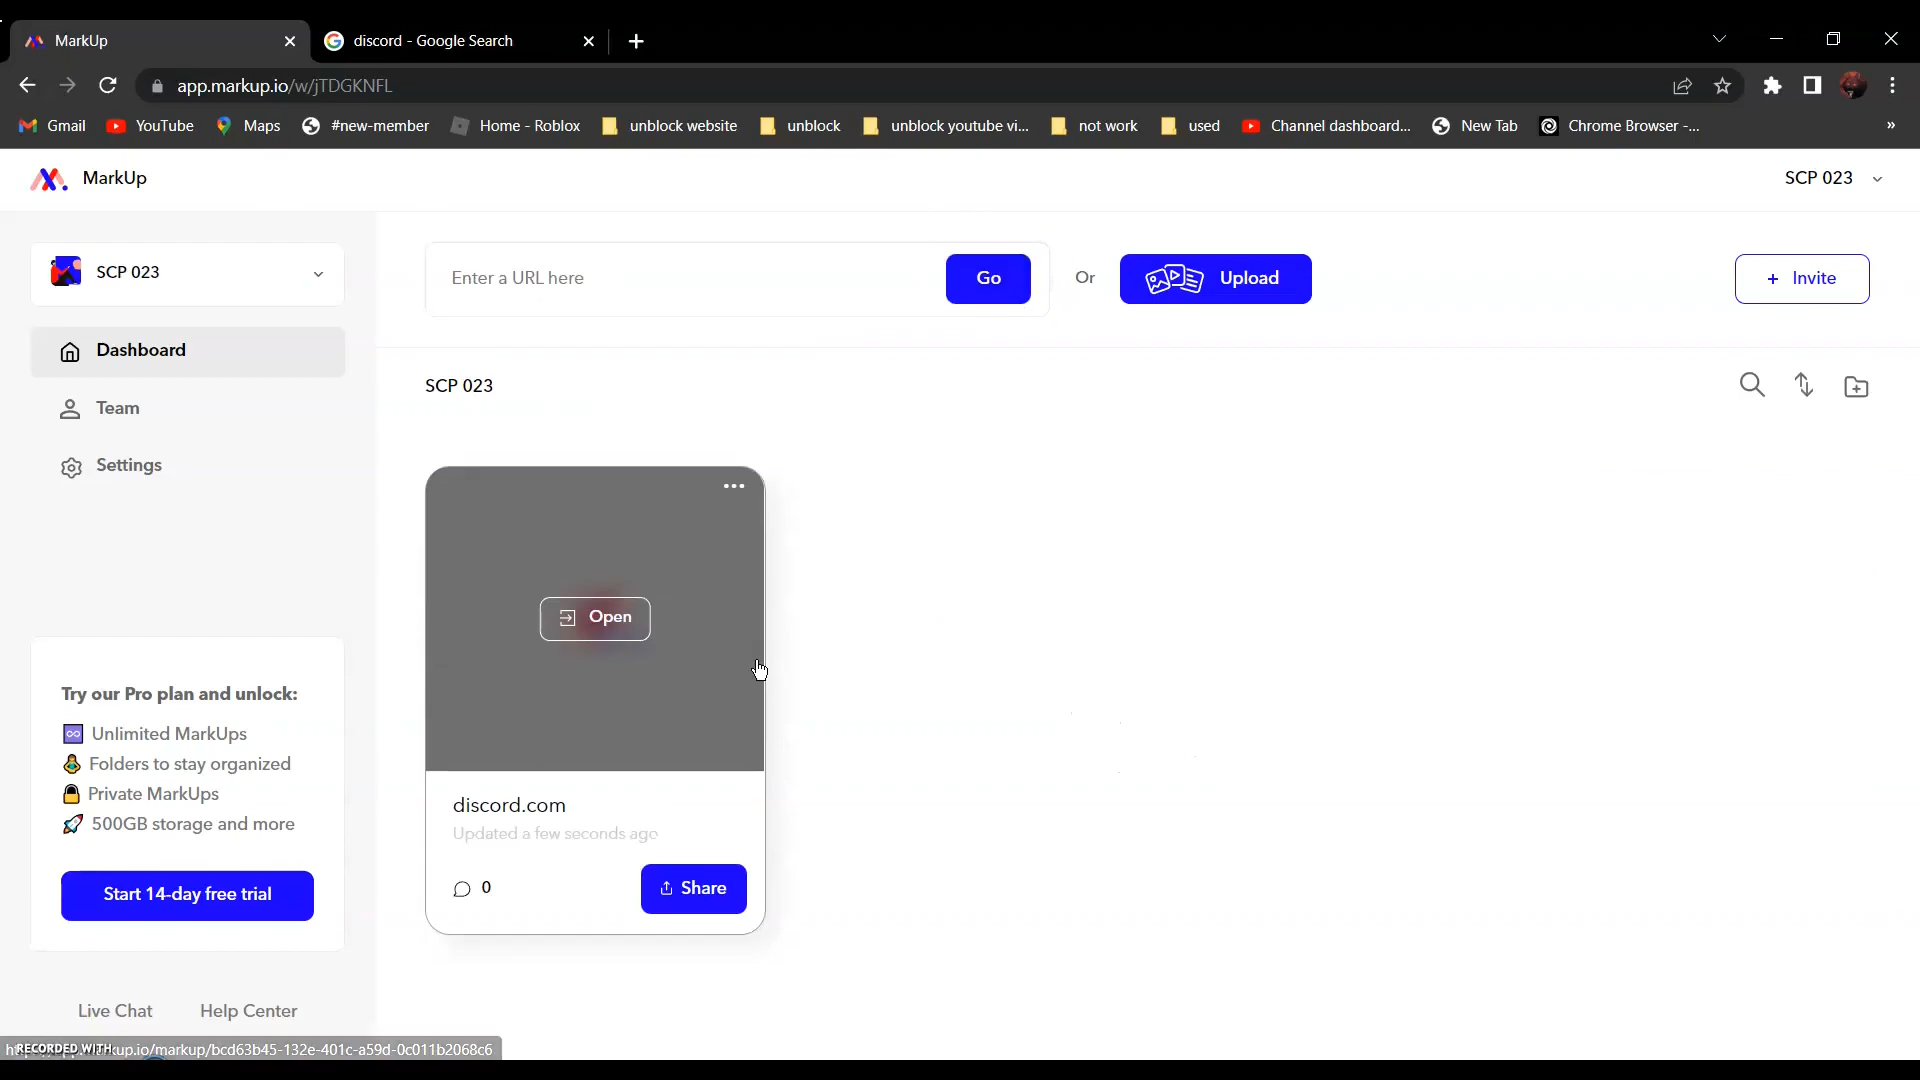 MarkUp
discord - Google Search
app.markup.io/w/jTDGKNFL
Gmail
YouTube
Maps
#new-member
Home - Roblox
unblock website
unblock
unblock youtube vi...
not work
used
Channel dashboard...
New Tab
Chrome Browser -...
»
MarkUp
SCP 023
SCP 023
Enter a URL here
Go
Or
Upload
+ Invite
Dashboard
SCP 023
Team
Settings
Open
Try our Pro plan and unlock:
Unlimited MarkUps
Folders to stay organized
Private MarkUps
500GB storage and more
discord.com
Updated a few seconds ago
0
Share
Start 14-day free trial
Live Chat
Help Center
RECORDED WITH
kup.io/markup/bcd63b45-132e-401c-a59d-0c011b2068c6